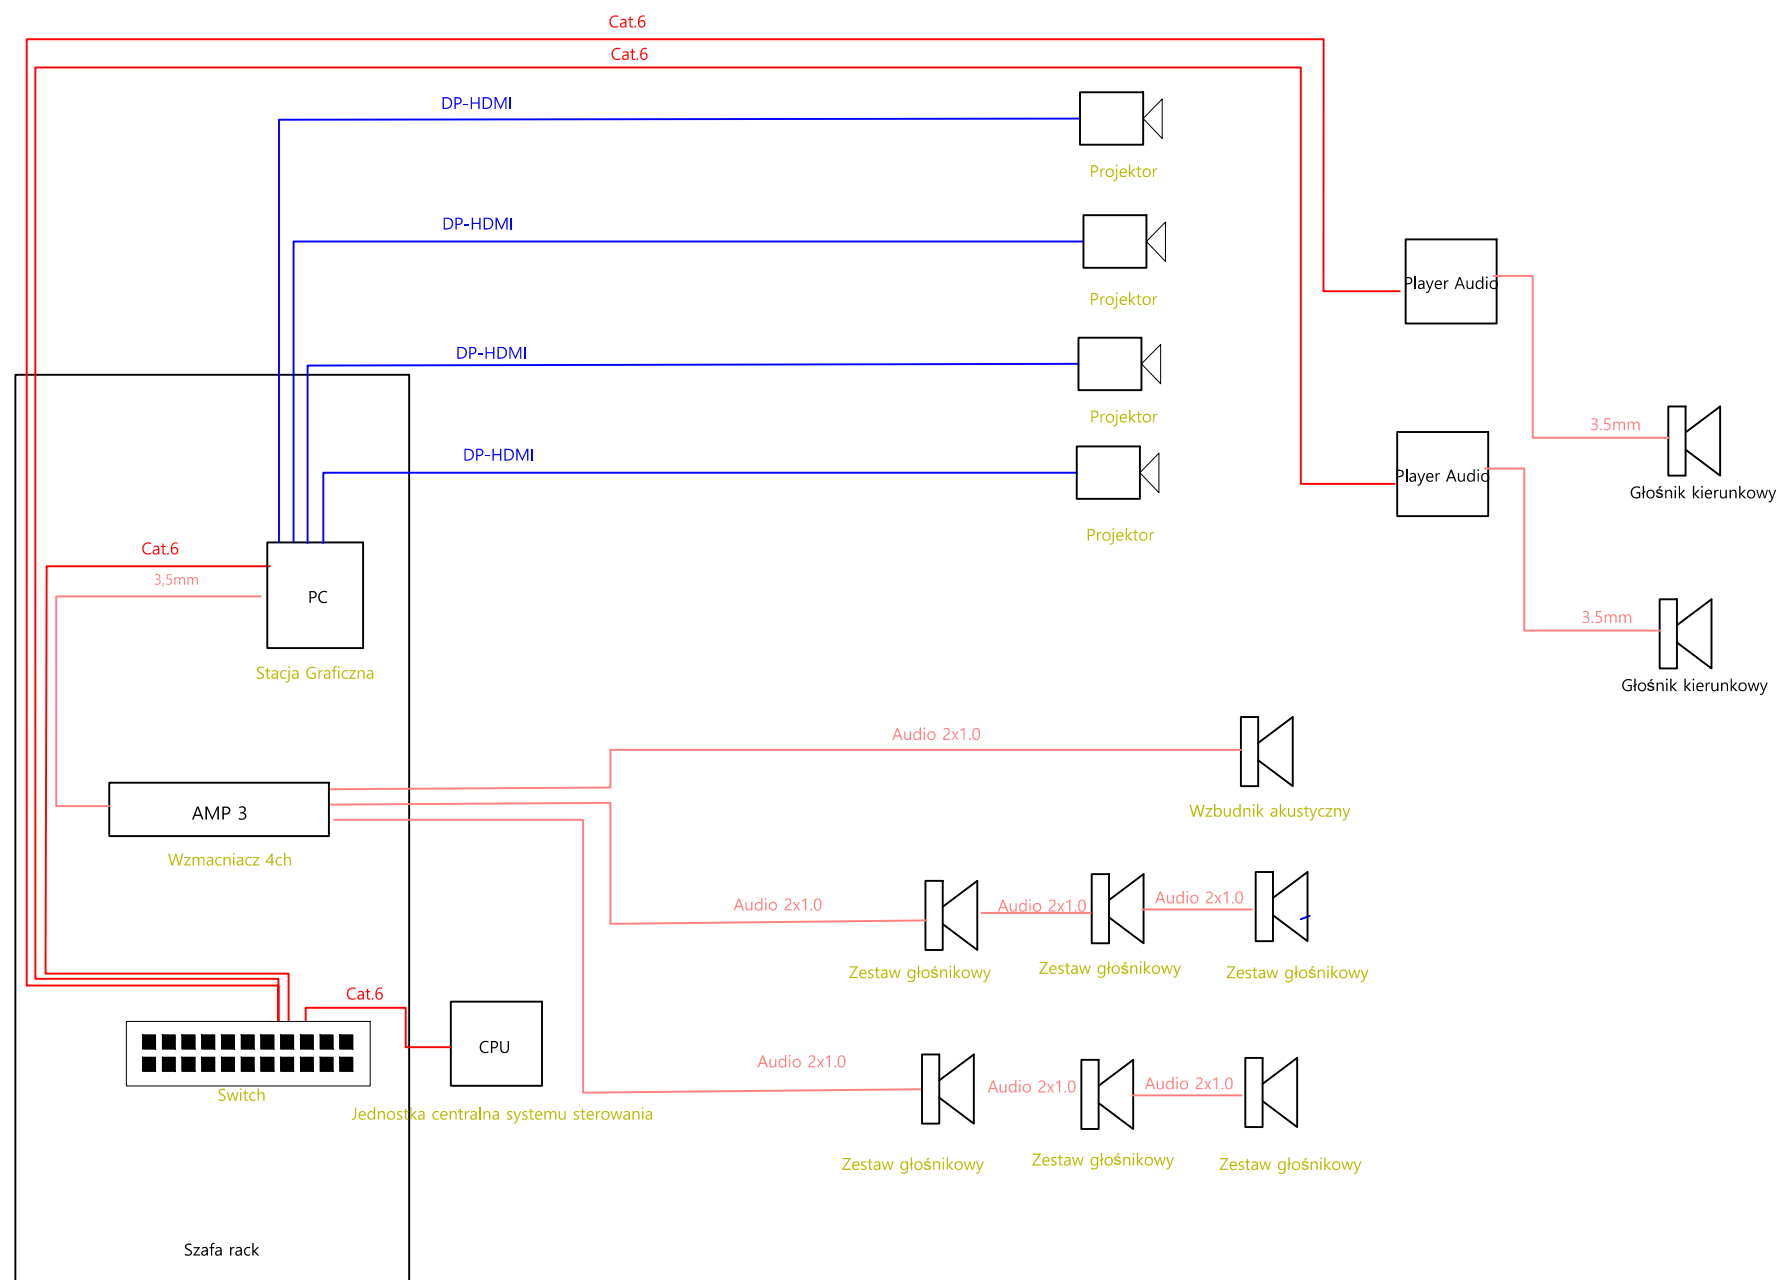 Cat.6
Cat.6
DP-HDMI
Projektor
DP-HDMI
Projektor
Player Audio
DP-HDMI
Projektor
3.5mm
Głośnik kierunkowy
DP-HDMI
Projektor
Player Audio
Cat.6
3,5mm
PC
Stacja Graficzna
3.5mm
Głośnik kierunkowy
Audio 2x1.0
Wzbudnik akustyczny
AMP 3
Wzmacniacz 4ch
Audio 2x1.0
Audio 2x1.0
Audio 2x1.0
Zestaw głośnikowy
Zestaw głośnikowy
Zestaw głośnikowy
Cat.6
CPU
Switch
Jednostka centralna systemu sterowania
Audio 2x1.0
Audio 2x1.0
Audio 2x1.0
Zestaw głośnikowy
Zestaw głośnikowy
Zestaw głośnikowy
Szafa rack